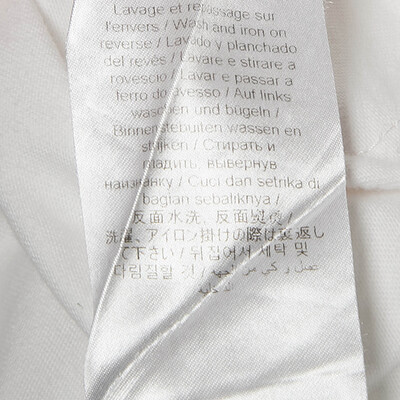 Lavage et repassage sur
l'envers / Wash and iron on
reverse / Lavado y planchado
del revés / Lavare e stirare a
rovescio / Lavar e passar a
ferro do avesso / Auf links
waschen und bügeln /
Binnenstebuiten wassen en
strijken / Стирать и
гладить, вывернув
наизнанку / Cuci dan setrika di
bagian sebaliknya /
反面水洗、反面熨烫 /
洗濯、アイロン掛けの際は裏返し
て下さい / 뒤집어서 세탁 및
다림질할 것 /